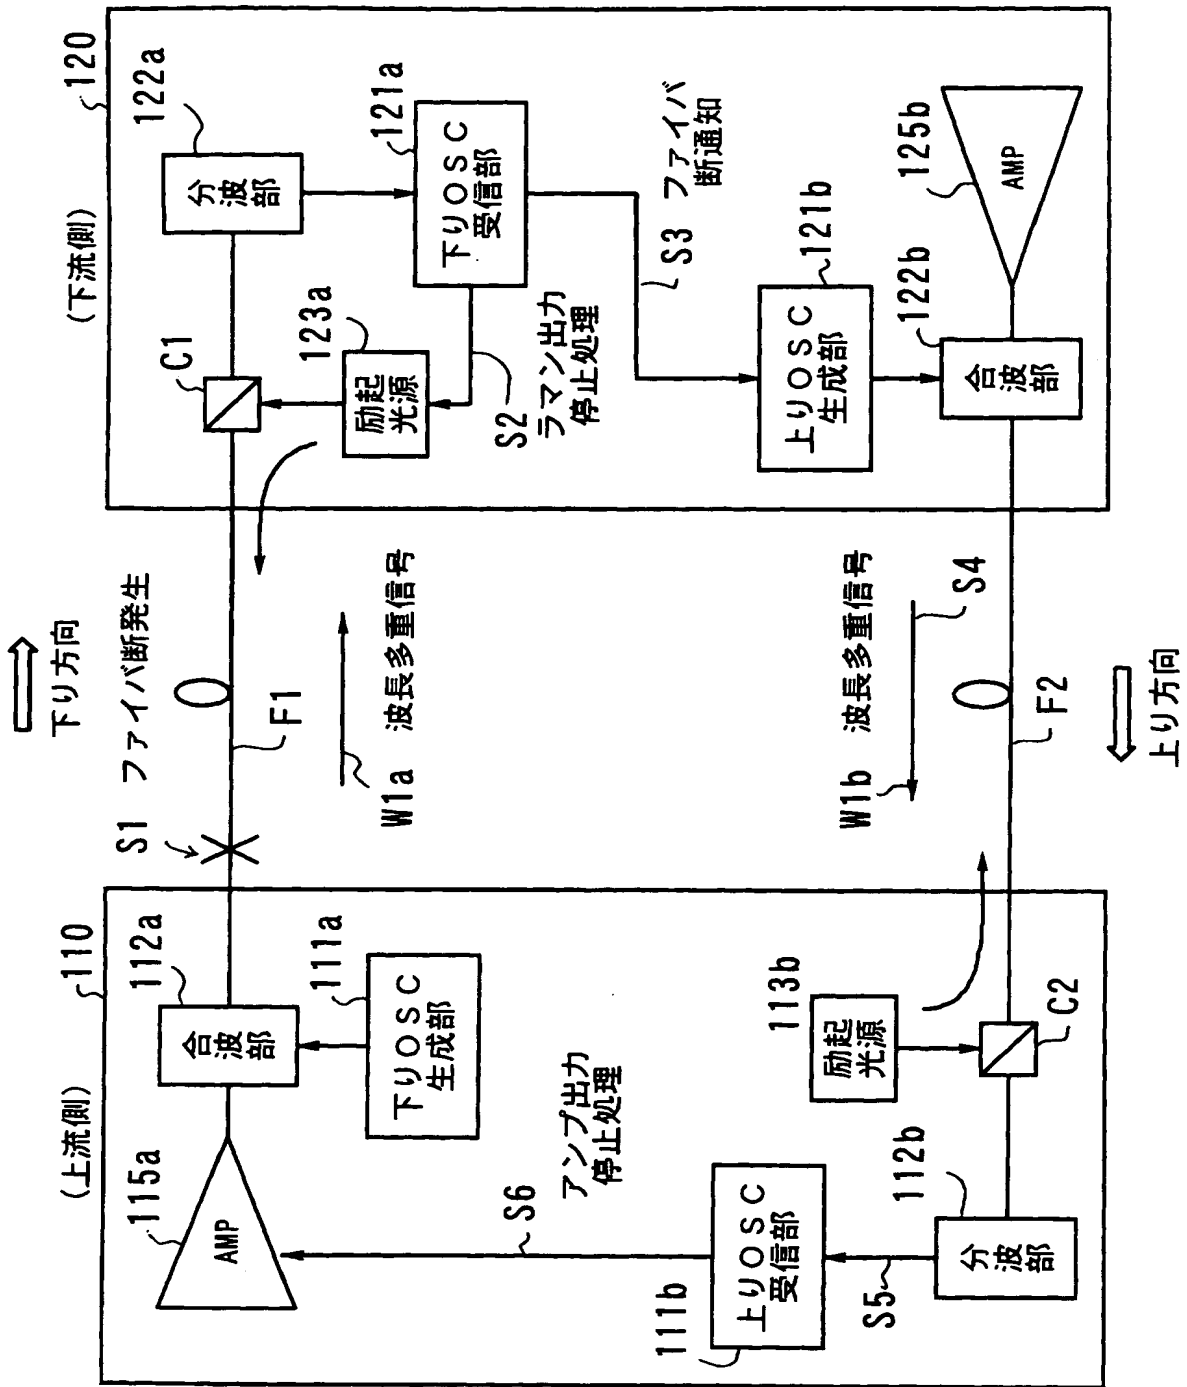 下り方向
上り方向
110
(上流側)
115a
AMP
112a
合波部
111a
下りOSC
生成部
S6
アンプ出力
停止処理
111b
上りOSC
受信部
S5
112b
分波部
113b
励起
光源
C2
S1 ファイバ断発生
F1
W1a 波長多重信号
W1b 波長多重信号
S4
F2
120
(下流側)
C1
122a
分波部
123a
励起
光源
121a
下りOSC
受信部
S2
ラマン出力
停止処理
S3 ファイバ
断通知
121b
上りOSC
生成部
122b
合波部
125b
AMP